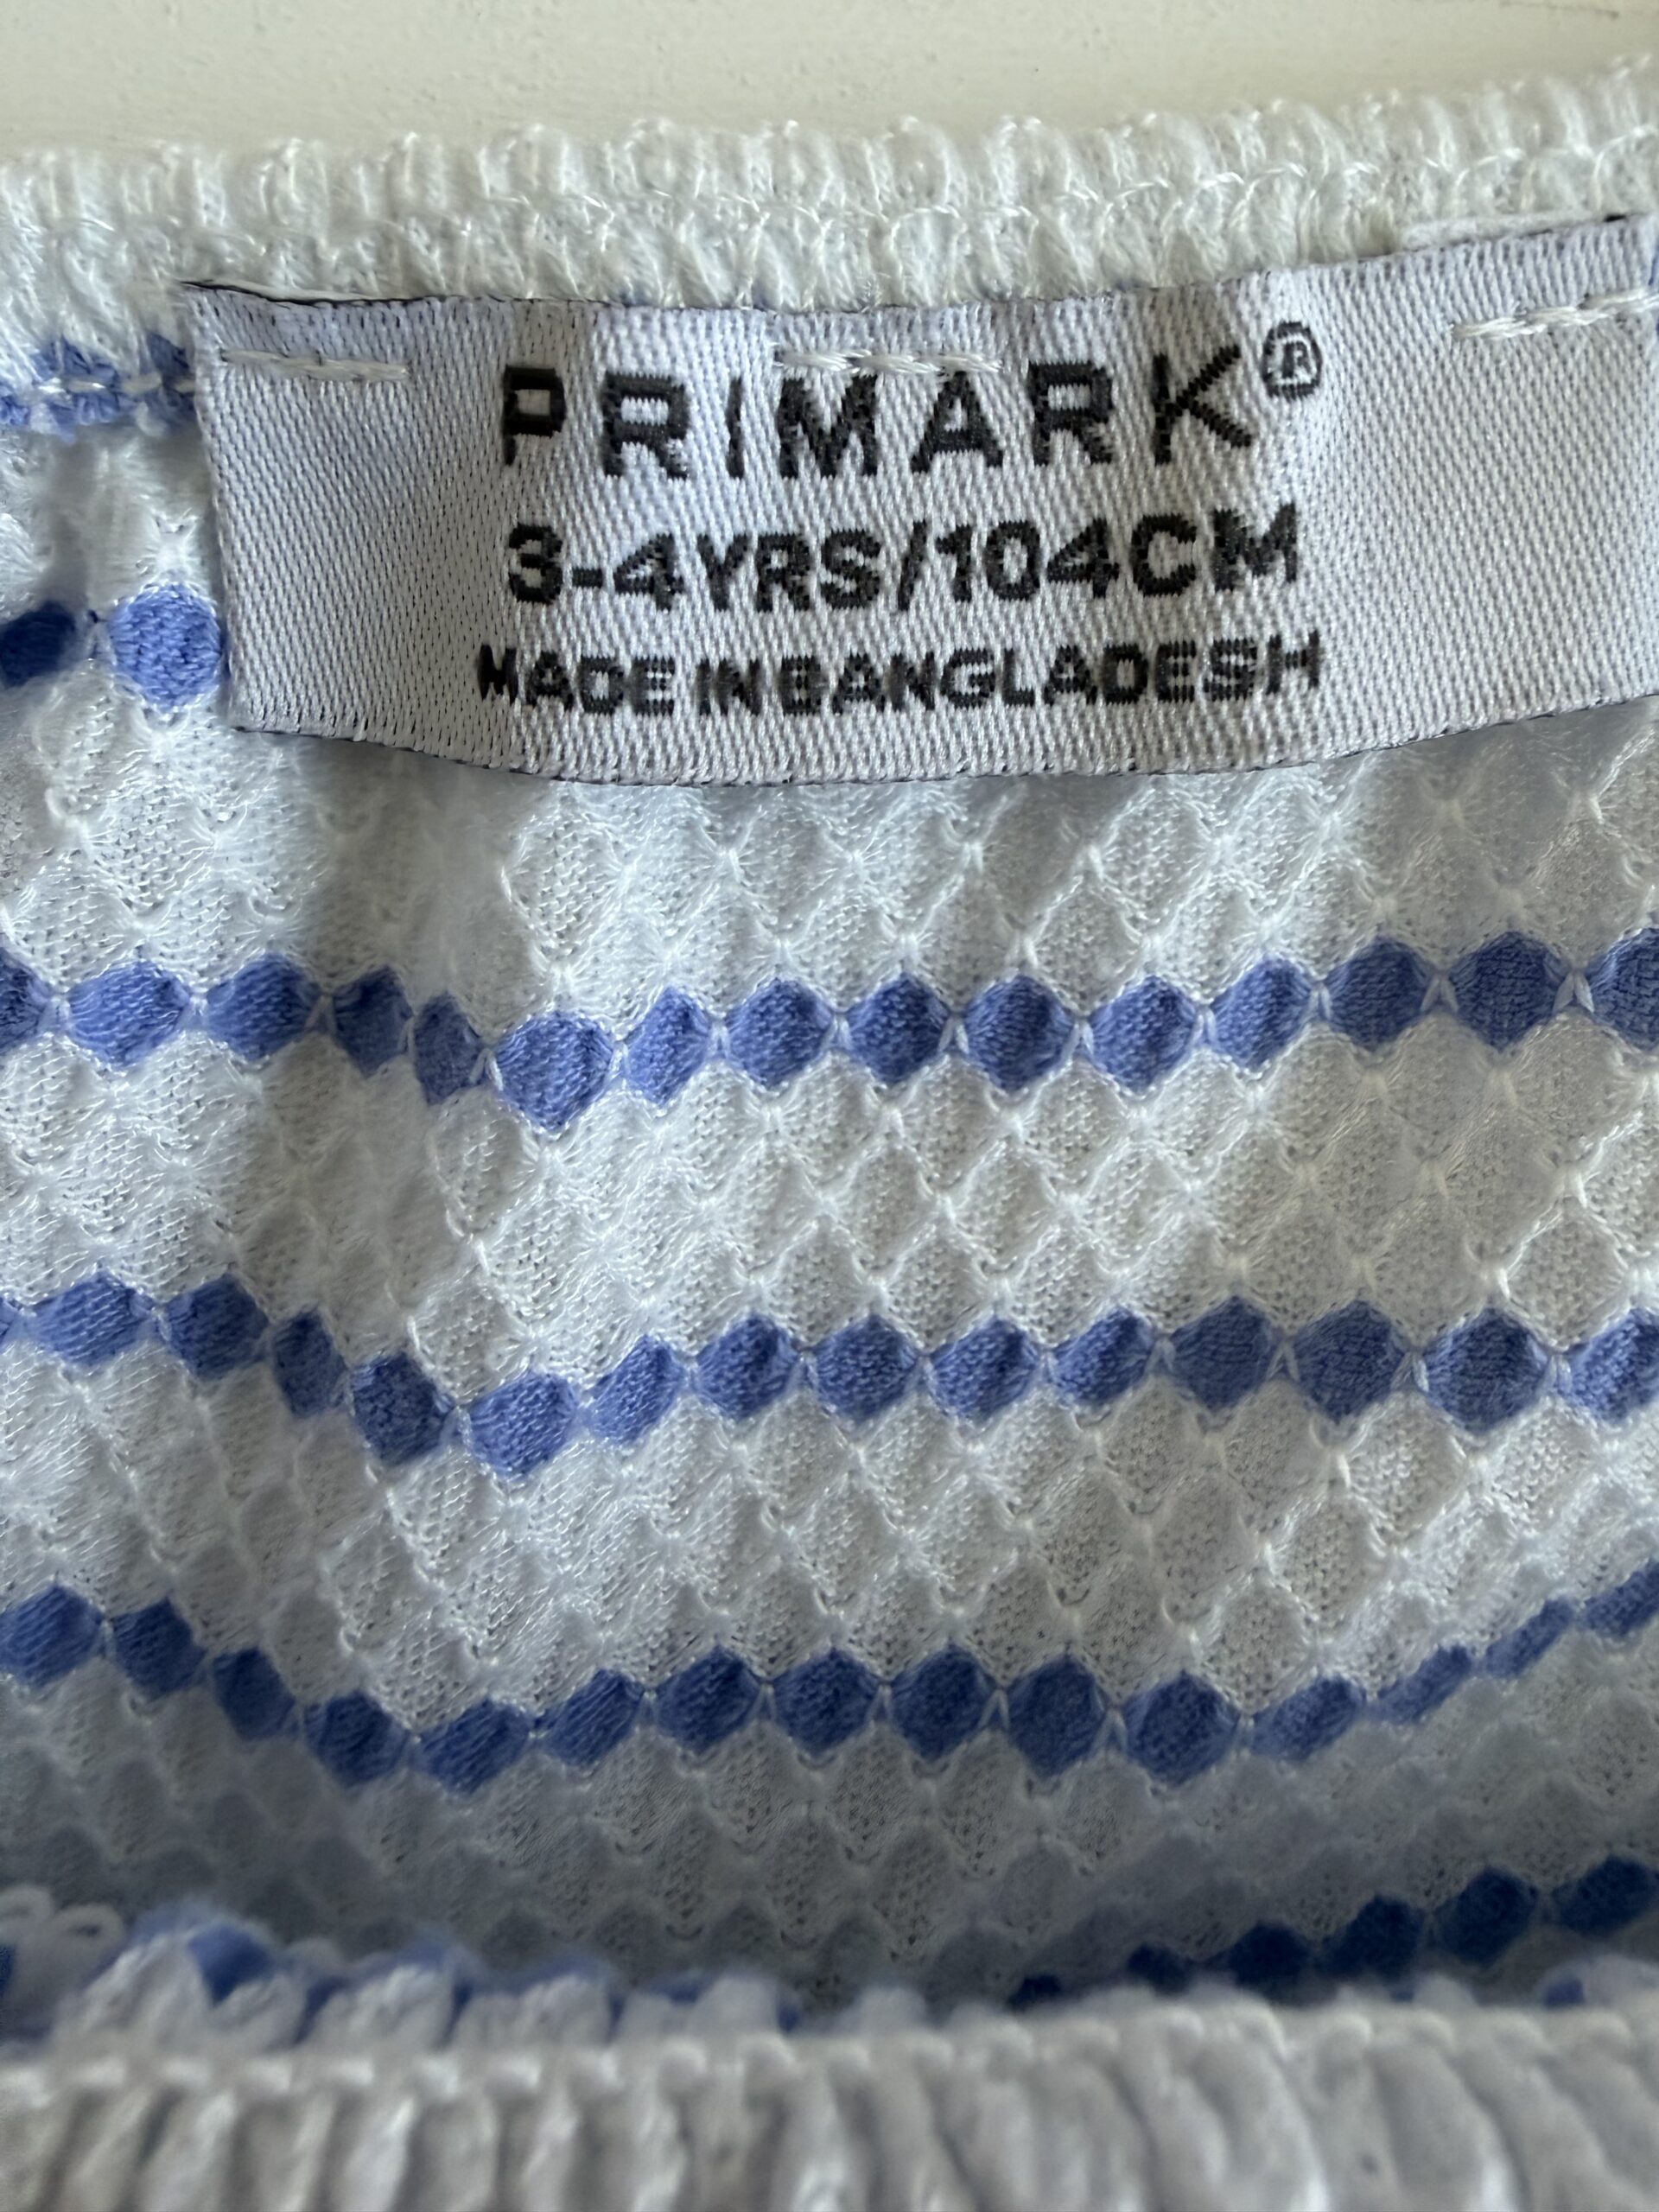 PRIMARK®
3-4YRS/104CM
MADE IN BANGLADESH